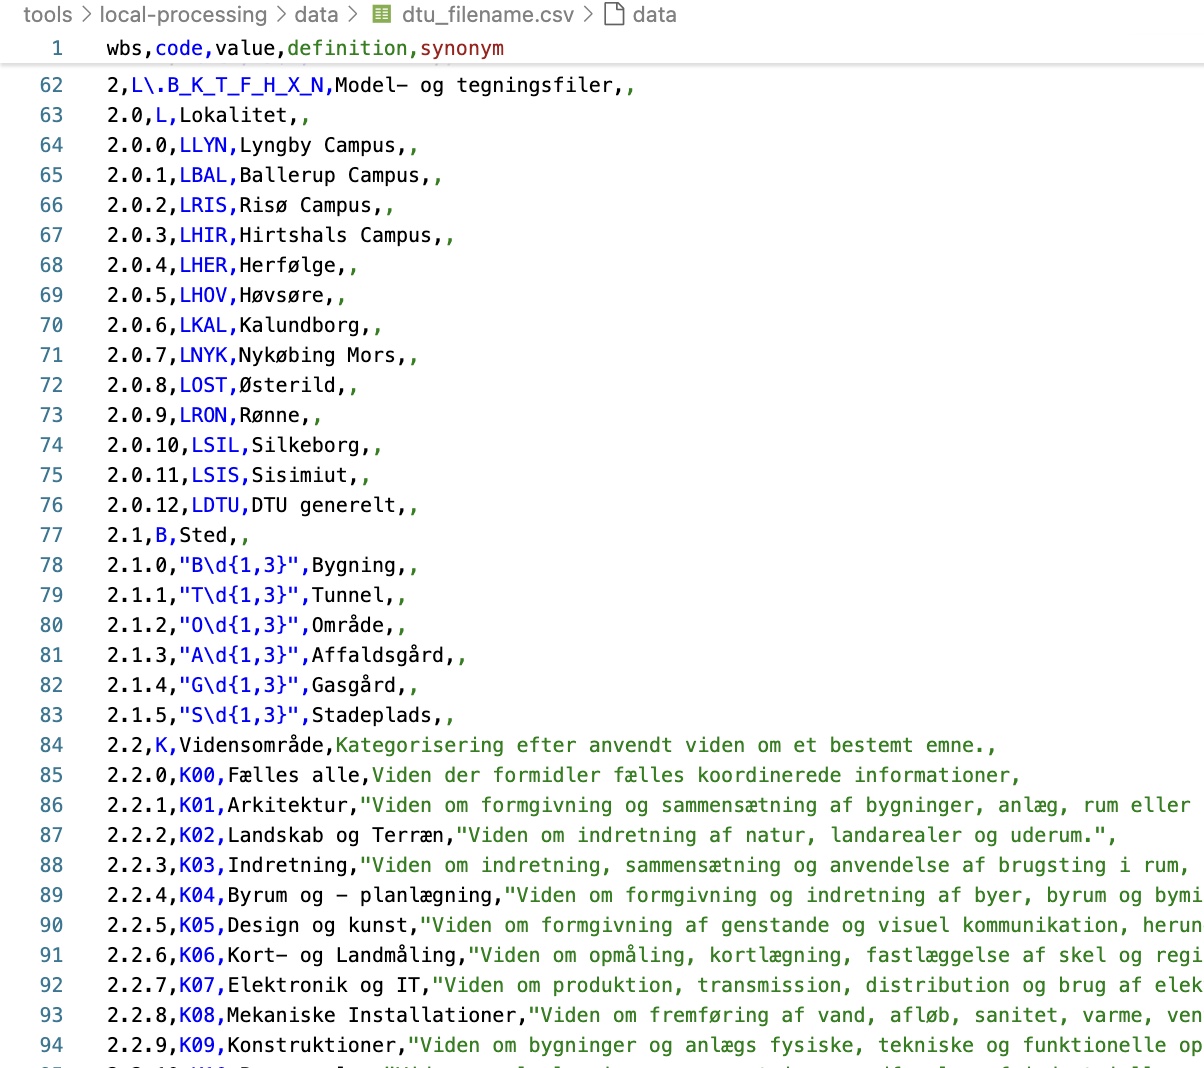 tools > local-processing > data > dtu_filename.csv > data
1 wbs,code,value,definition,synonym
62 2,L\.B_K_T_F_H_X_N,Model- og tegningsfiler,,
63 2.0,L,Lokalitet,,
64 2.0.0,LLYN,Lyngby Campus,,
65 2.0.1,LBAL,Ballerup Campus,,
66 2.0.2,LRIS,Risø Campus,,
67 2.0.3,LHIR,Hirtshals Campus,,
68 2.0.4,LHER,Herfølge,,
69 2.0.5,LHOV,Høvsøre,,
70 2.0.6,LKAL,Kalundborg,,
71 2.0.7,LNYK,Nykøbing Mors,,
72 2.0.8,LOST,Østerild,,
73 2.0.9,LRON,Rønne,,
74 2.0.10,LSIL,Silkeborg,,
75 2.0.11,LSIS,Sisimiut,,
76 2.0.12,LDTU,DTU generelt,,
77 2.1,B,Sted,,
78 2.1.0,"B\d{1,3}",Bygning,,
79 2.1.1,"T\d{1,3}",Tunnel,,
80 2.1.2,"O\d{1,3}",Område,,
81 2.1.3,"A\d{1,3}",Affaldsgård,,
82 2.1.4,"G\d{1,3}",Gasgård,,
83 2.1.5,"S\d{1,3}",Stadeplads,,
84 2.2,K,Vidensområde,Kategorisering efter anvendt viden om et bestemt emne.,
85 2.2.0,K00,Fælles alle,Viden der formidler fælles koordinerede informationer,
86 2.2.1,K01,Arkitektur,"Viden om formgivning og sammensætning af bygninger, anlæg, rum eller
87 2.2.2,K02,Landskab og Terræn,"Viden om indretning af natur, landarealer og uderum.",
88 2.2.3,K03,Indretning,"Viden om indretning, sammensætning og anvendelse af brugsting i rum,
89 2.2.4,K04,Byrum og - planlægning,"Viden om formgivning og indretning af byer, byrum og bymi
90 2.2.5,K05,Design og kunst,"Viden om formgivning af genstande og visuel kommunikation, herun
91 2.2.6,K06,Kort- og Landmåling,"Viden om opmåling, kortlægning, fastlæggelse af skel og regi
92 2.2.7,K07,Elektronik og IT,"Viden om produktion, transmission, distribution og brug af elek
93 2.2.8,K08,Mekaniske Installationer,"Viden om fremføring af vand, afløb, sanitet, varme, ven
94 2.2.9,K09,Konstruktioner,"Viden om bygninger og anlægs fysiske, tekniske og funktionelle op